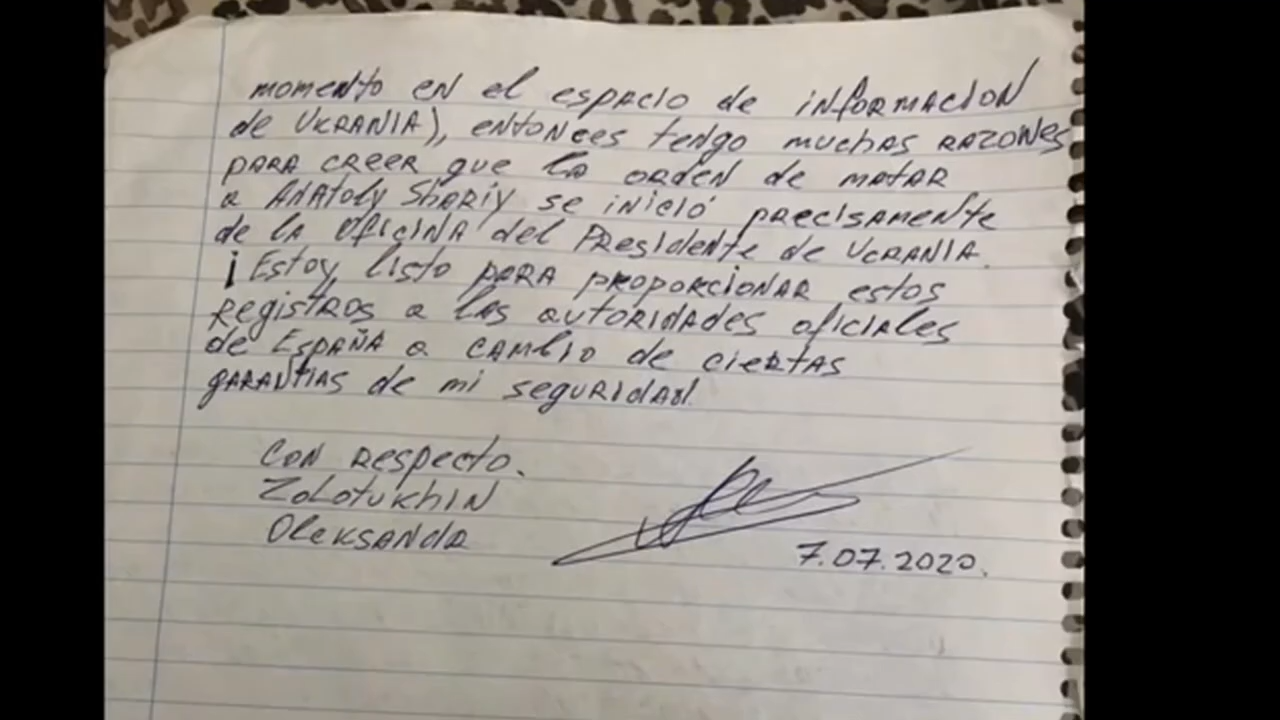 momento en el espacio de informacion
de Ukrania), entonces tengo muchas razones
para creer que la orden de matar
a Anatoly Shariy se inició precisamente
de la Oficina del Presidente de Ucrania.
¡Estoy listo para proporcionar estos
registros a las autoridades oficiales
de España a cambio de ciertas
garantias de mi seguridad.
Con respecto.
Zolotukhin
Oleksandr
7.07.2020.